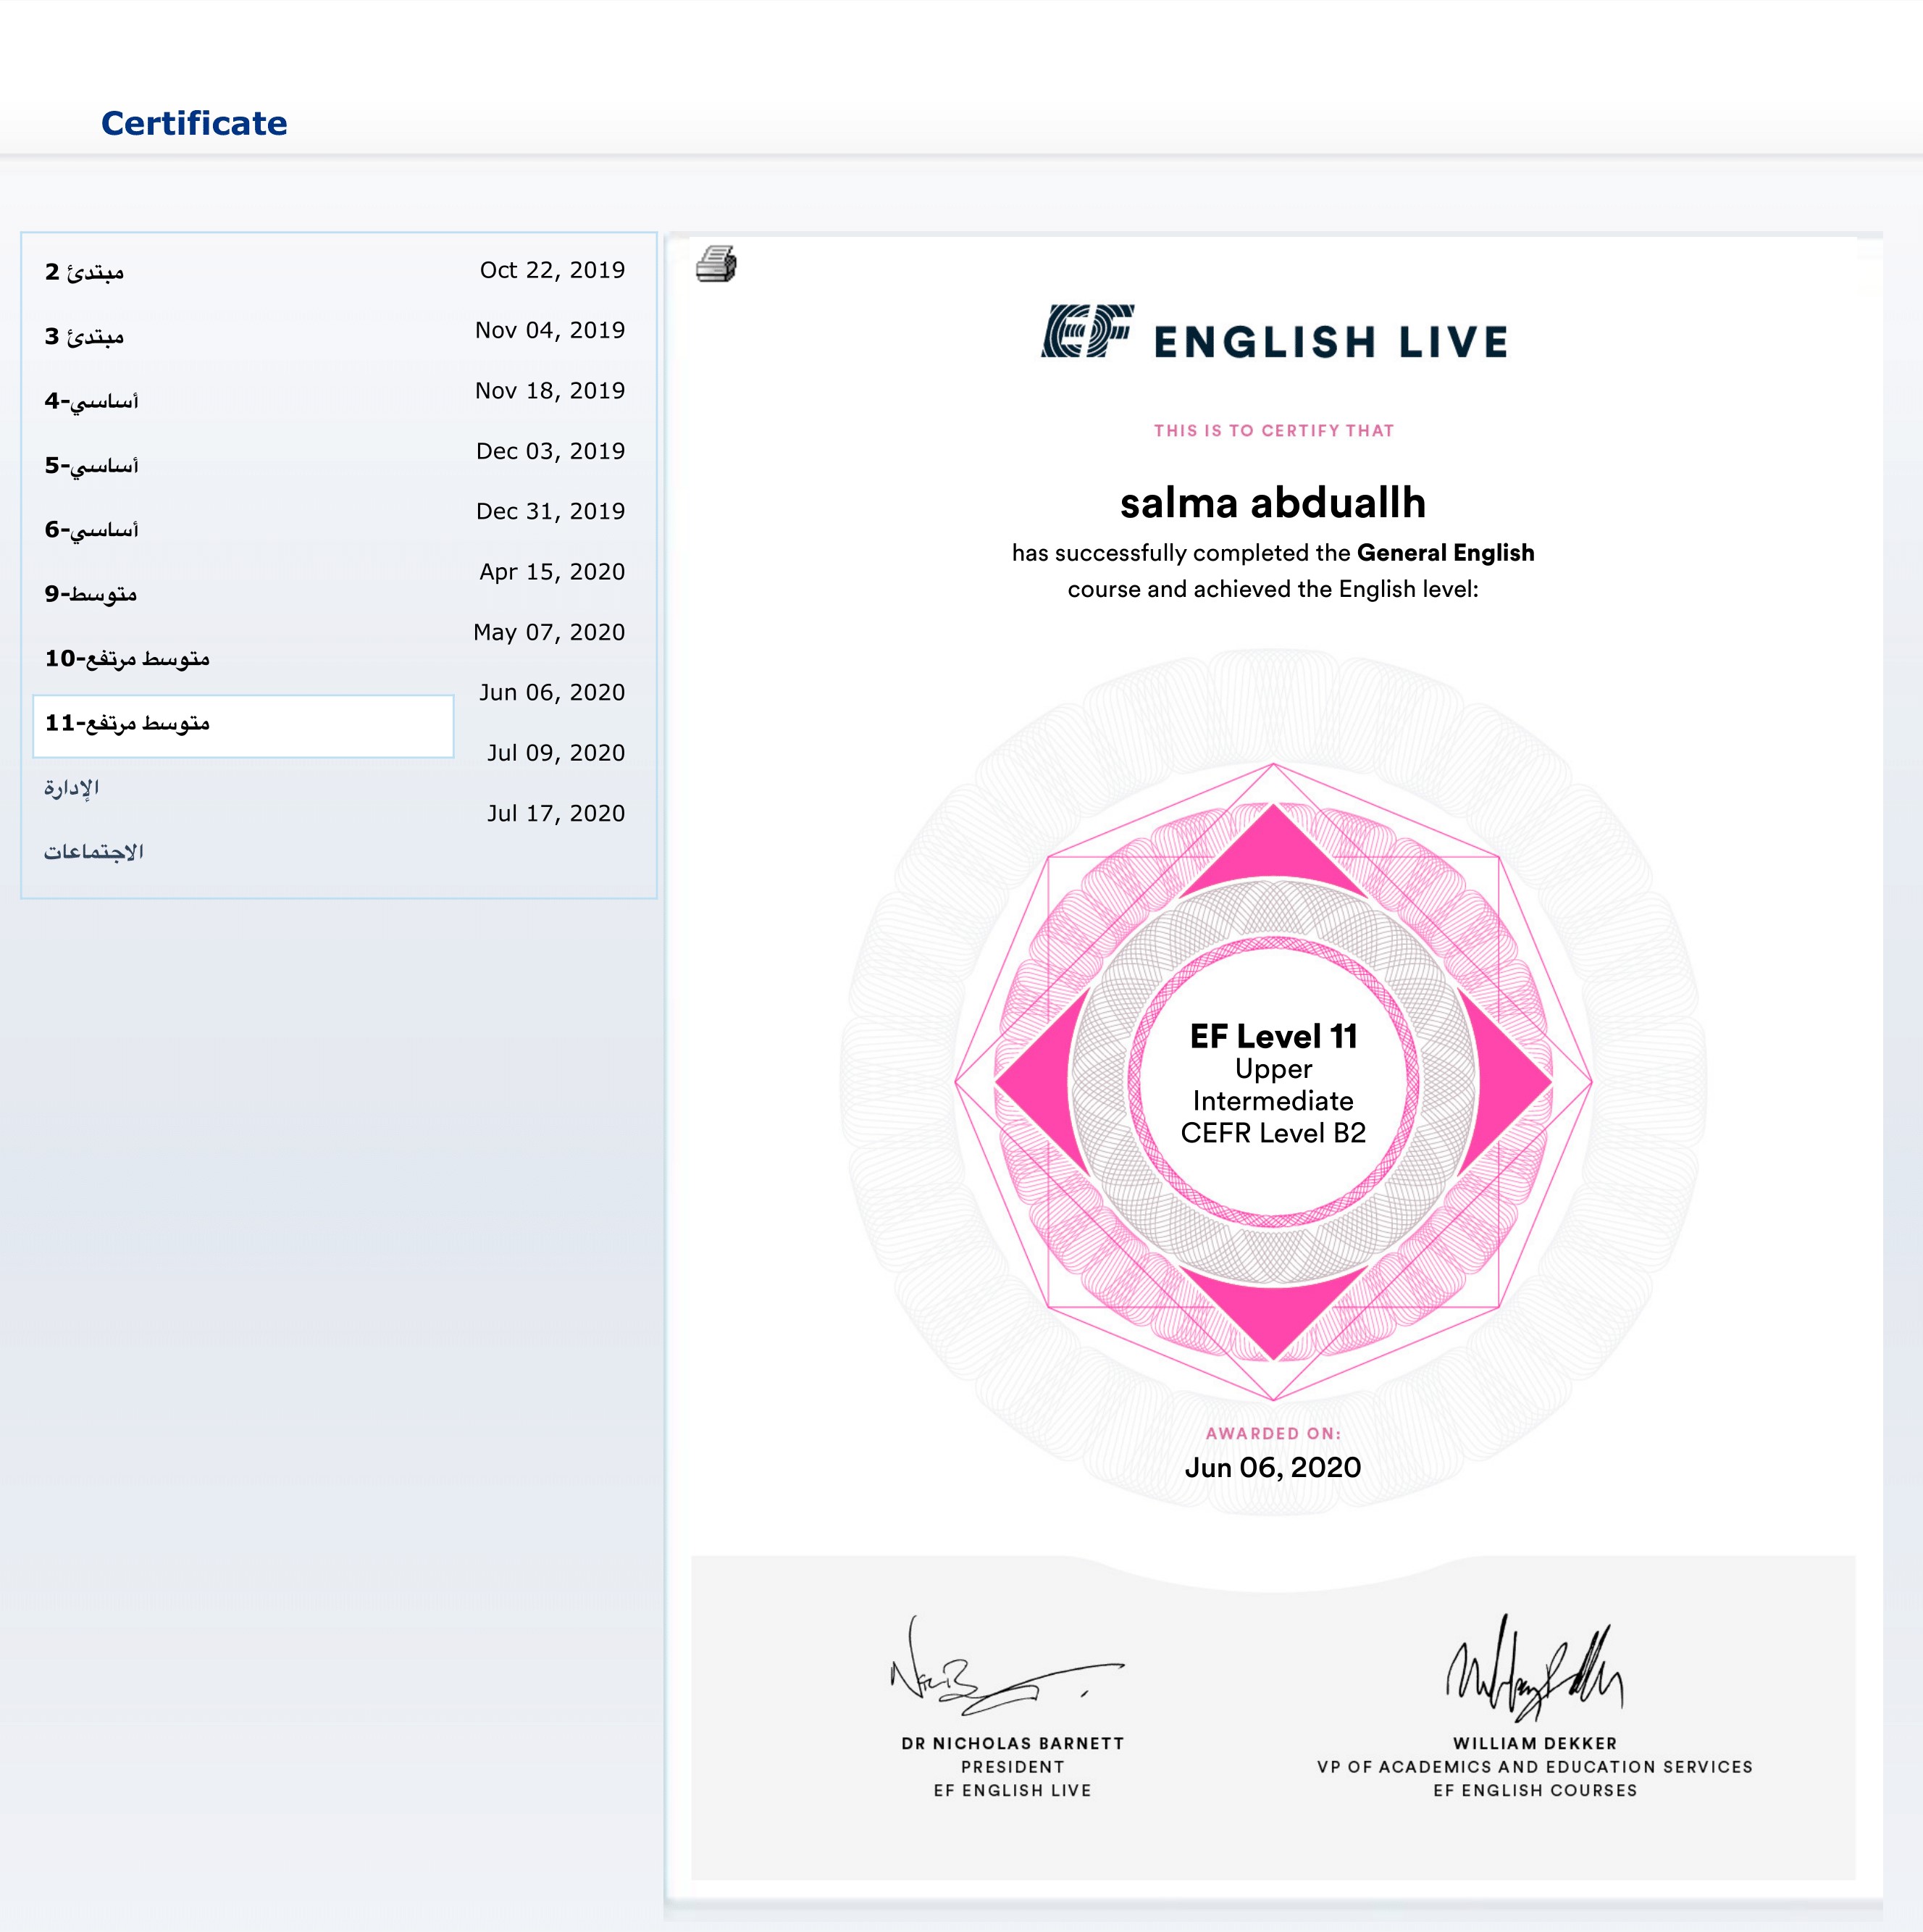 Certificate
مبتدئ 2
Oct 22, 2019
مبتدئ 3
Nov 04, 2019
أساسي-4
Nov 18, 2019
أساسي-5
Dec 03, 2019
أساسي-6
Dec 31, 2019
متوسط-9
Apr 15, 2020
متوسط مرتفع-10
May 07, 2020
متوسط مرتفع-11
Jun 06, 2020
الإدارة
Jul 09, 2020
الاجتماعات
Jul 17, 2020
EF ENGLISH LIVE
THIS IS TO CERTIFY THAT
salma abduallh
has successfully completed the General English
course and achieved the English level:
EF Level 11
Upper
Intermediate
CEFR Level B2
AWARDED ON:
Jun 06, 2020
DR NICHOLAS BARNETT
PRESIDENT
EF ENGLISH LIVE
WILLIAM DEKKER
VP OF ACADEMICS AND EDUCATION SERVICES
EF ENGLISH COURSES